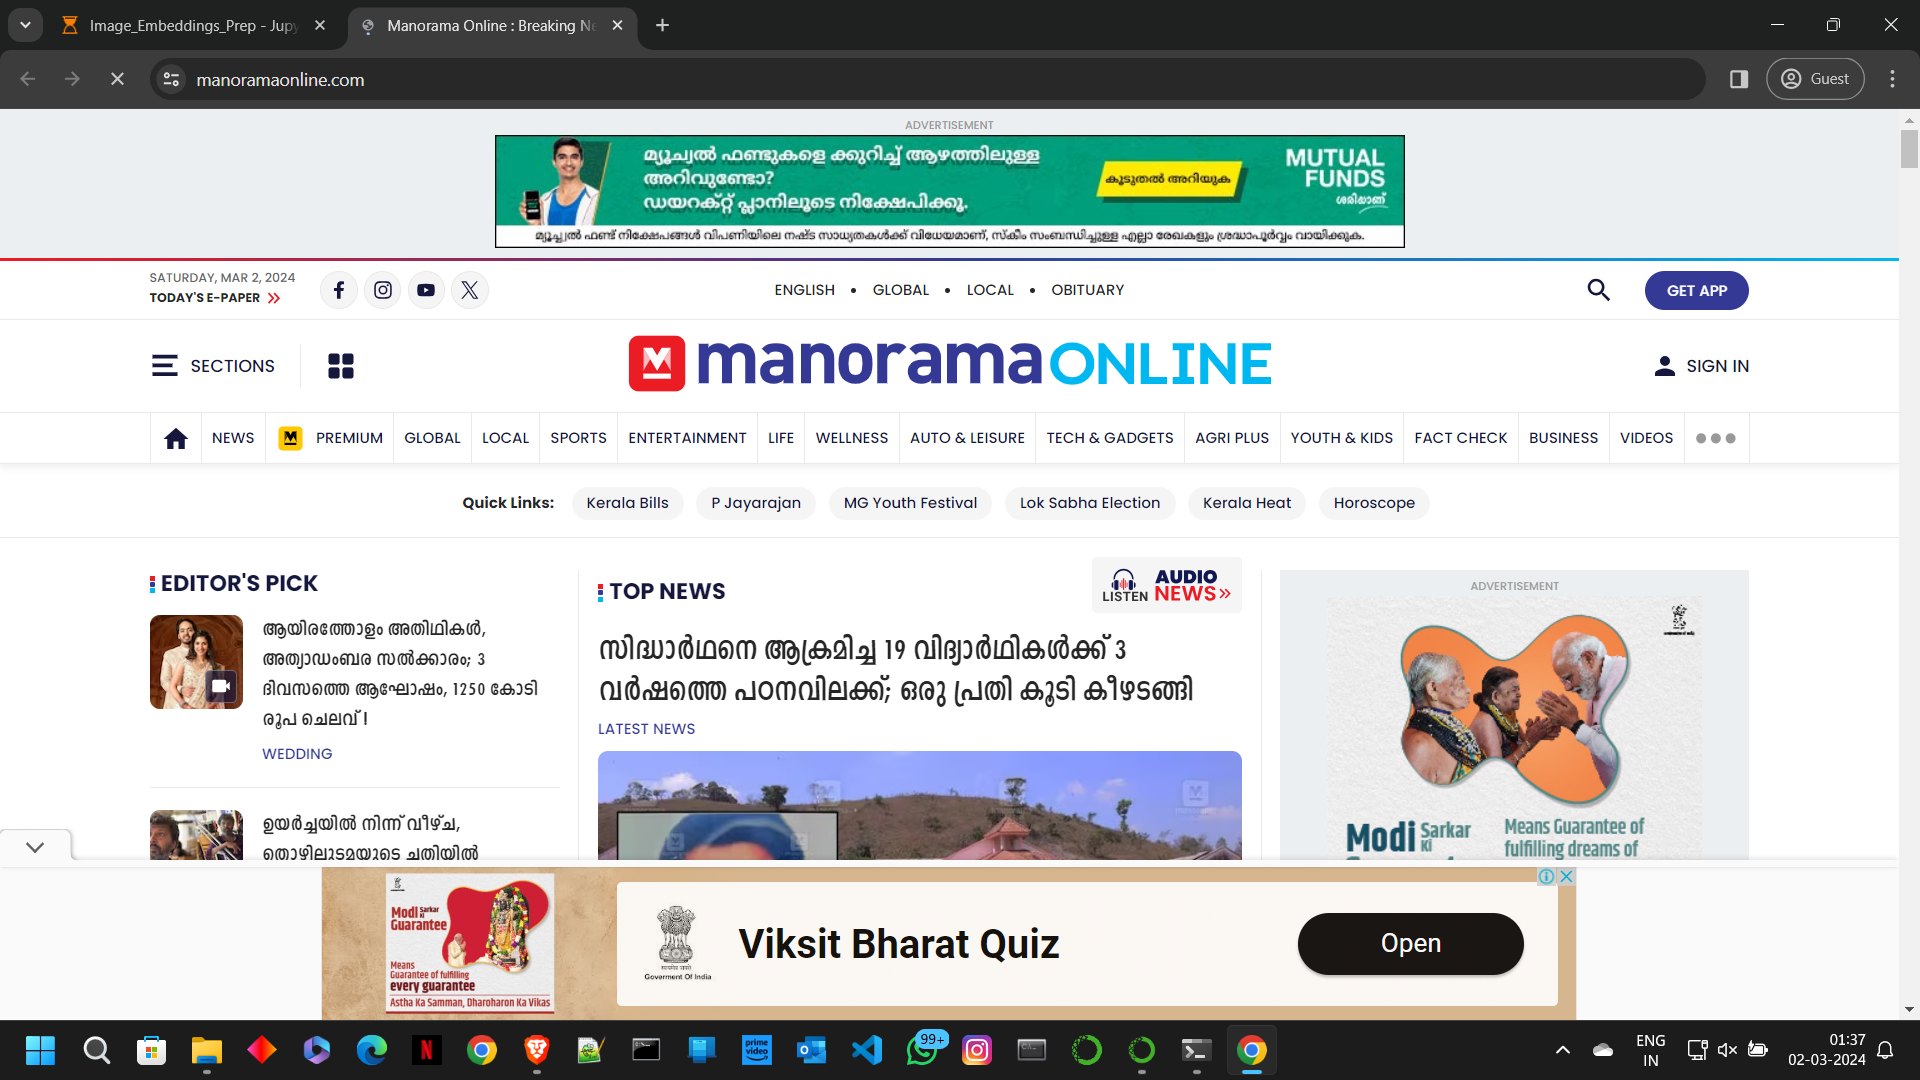 Image_Embeddings_Prep - Jupy
Manorama Online : Breaking Ne
manoramaonline.com
Guest
ADVERTISEMENT
മ്യൂച്വൽ ഫണ്ടുകളെ ക്കുറിച്ച് ആഴത്തിലുള്ള
അറിവുണ്ടോ?
ഡയറക്റ്റ് പ്ലാനിലൂടെ നിക്ഷേപിക്കൂ.
കൂടുതൽ അറിയുക
MUTUAL
FUNDS
ശരിയാണ്
മ്യൂച്വൽ ഫണ്ട് നിക്ഷേപങ്ങൾ വിപണിയിലെ നഷ്ട സാധ്യതകൾക്ക് വിധേയമാണ്, സ്കീം സംബന്ധിച്ചുള്ള എല്ലാ രേഖകളും ശ്രദ്ധാപൂർവ്വം വായിക്കുക.
SATURDAY, MAR 2, 2024
TODAY'S E-PAPER
ENGLISH • GLOBAL • LOCAL • OBITUARY
GET APP
SECTIONS
manoramaONLINE
SIGN IN
NEWS PREMIUM GLOBAL LOCAL SPORTS ENTERTAINMENT LIFE WELLNESS AUTO & LEISURE TECH & GADGETS AGRI PLUS YOUTH & KIDS FACT CHECK BUSINESS VIDEOS
Quick Links: Kerala Bills P Jayarajan MG Youth Festival Lok Sabha Election Kerala Heat Horoscope
EDITOR'S PICK
ആയിരത്തോളം അതിഥികൾ,
അത്യാഡംബര സൽക്കാരം; 3
ദിവസത്തെ ആഘോഷം, 1250 കോടി
രൂപ ചെലവ് !
WEDDING
ഉയർച്ചയിൽ നിന്ന് വീഴ്ച,
തൊഴിലുടമയുടെ ചതിയിൽ
TOP NEWS
LISTEN AUDIO NEWS
സിദ്ധാർഥനെ ആക്രമിച്ച 19 വിദ്യാർഥികൾക്ക് 3
വർഷത്തെ പഠനവിലക്ക്; ഒരു പ്രതി കൂടി കീഴടങ്ങി
LATEST NEWS
ADVERTISEMENT
Modi Sarkar Ki
Means Guarantee of
fulfilling dreams of
Modi Sarkar Ki
Guarantee
Means
Guarantee of fulfilling
every guarantee
Astha Ka Samman, Dharoharon Ka Vikas
सत्यमेव जयते
Government Of India
Viksit Bharat Quiz
Open
prime video
99+
ENG
IN
01:37
02-03-2024